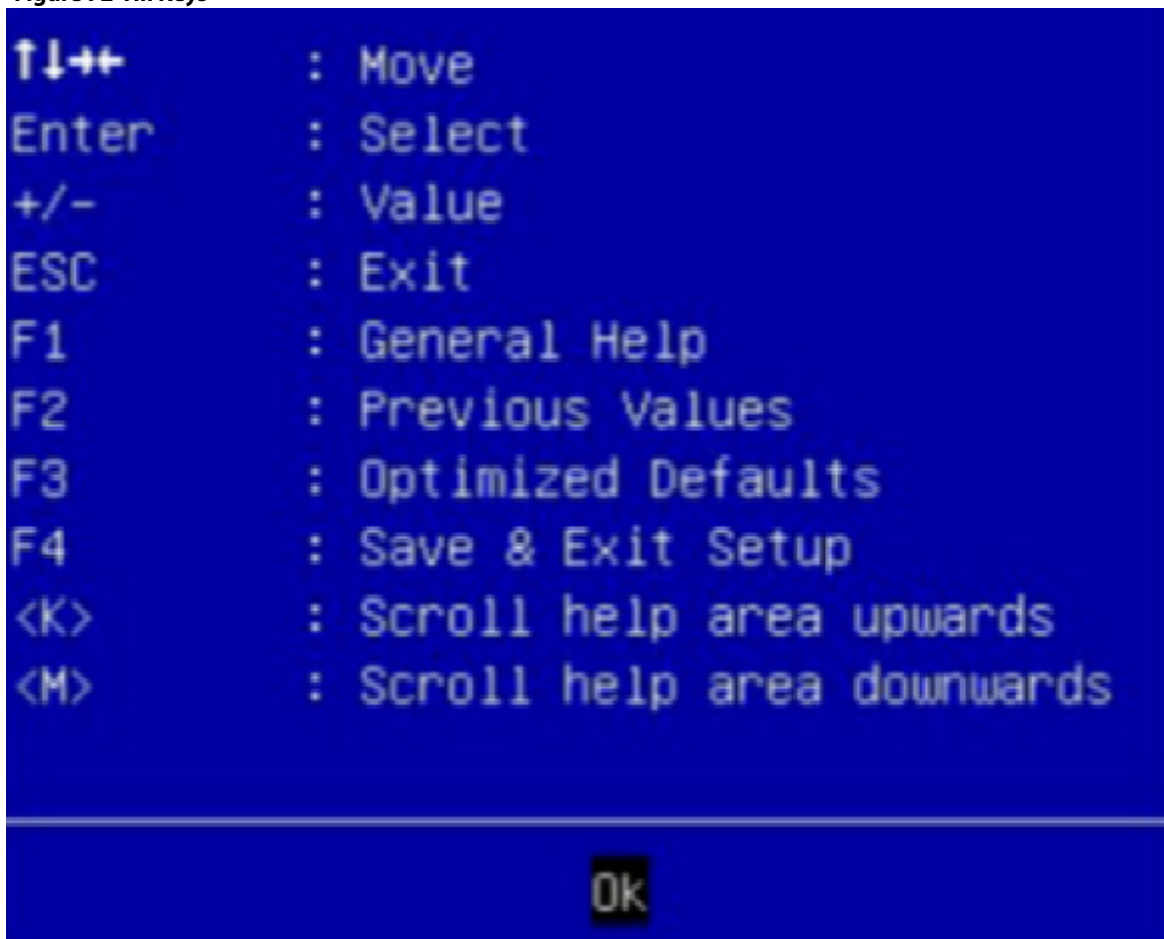 ↑↓→← : Move
Enter : Select
+/- : Value
ESC : Exit
F1 : General Help
F2 : Previous Values
F3 : Optimized Defaults
F4 : Save & Exit Setup
<K> : Scroll help area upwards
<M> : Scroll help area downwards
Ok